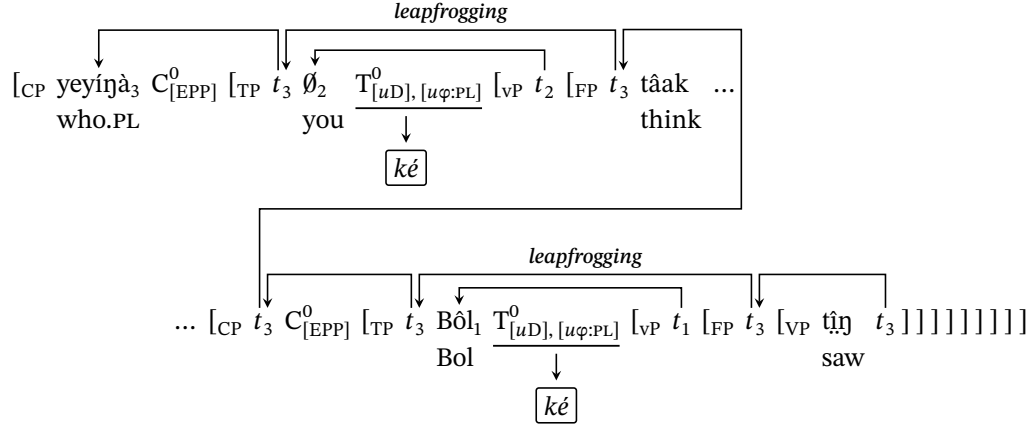 leapfrogging
[CP yeyíŋà₃ C⁰[EPP] [TP t₃ Ǿ₂ T⁰[uD], [uφ:PL] [vP t₂ [FP t₃ tâak ...
who.PL you think
ké
leapfrogging
... [CP t₃ C⁰[EPP] [TP t₃ Bôl₁ T⁰[uD], [uφ:PL] [vP t₁ [FP t₃ [VP tî̤ŋ t₃ ] ] ] ] ] ] ] ] ]
Bol saw
ké